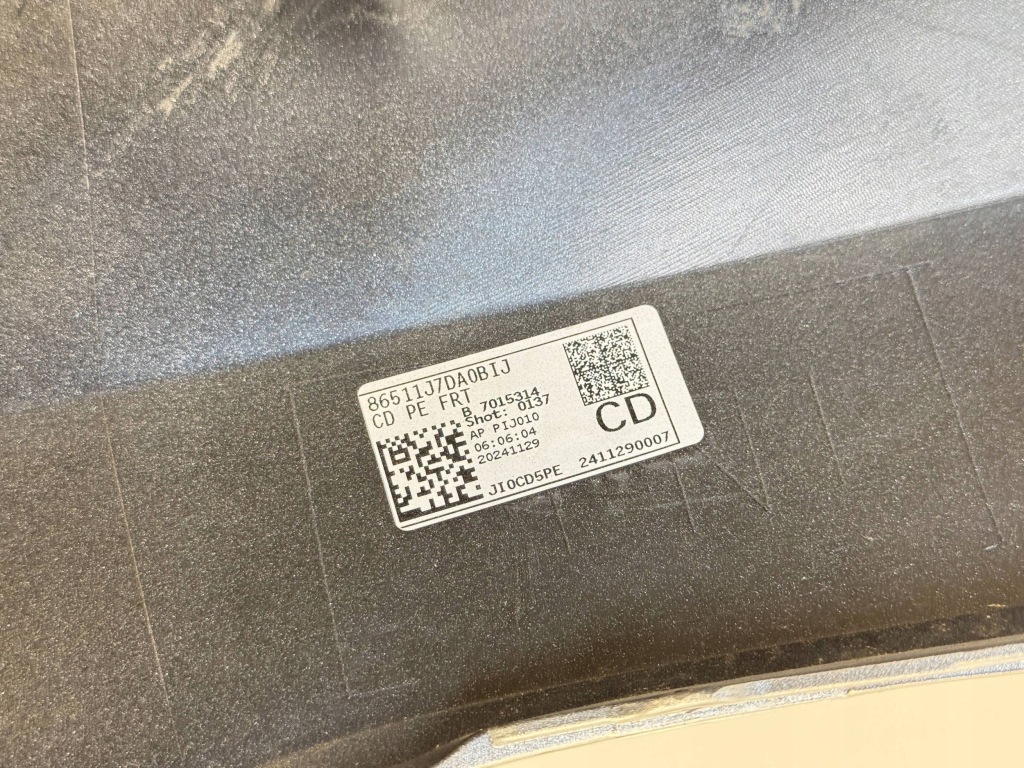 86511J7DA0BIJ
CD PE FRT
B 7015314
Shot: 0137
AP PIJ010
06:06:04
20241129
CD
JI0CD5PE 2411290007